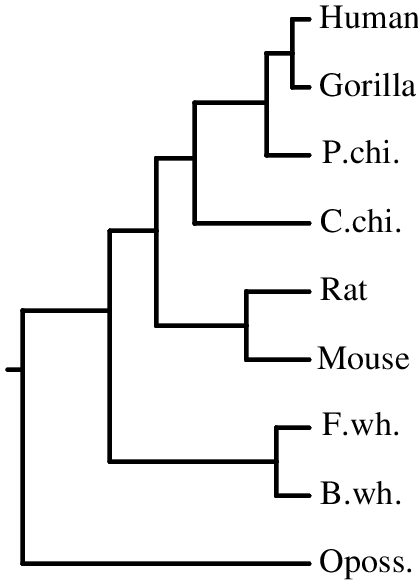 Human
Gorilla
P.chi.
C.chi.
Rat
Mouse
F.wh.
B.wh.
Oposs.